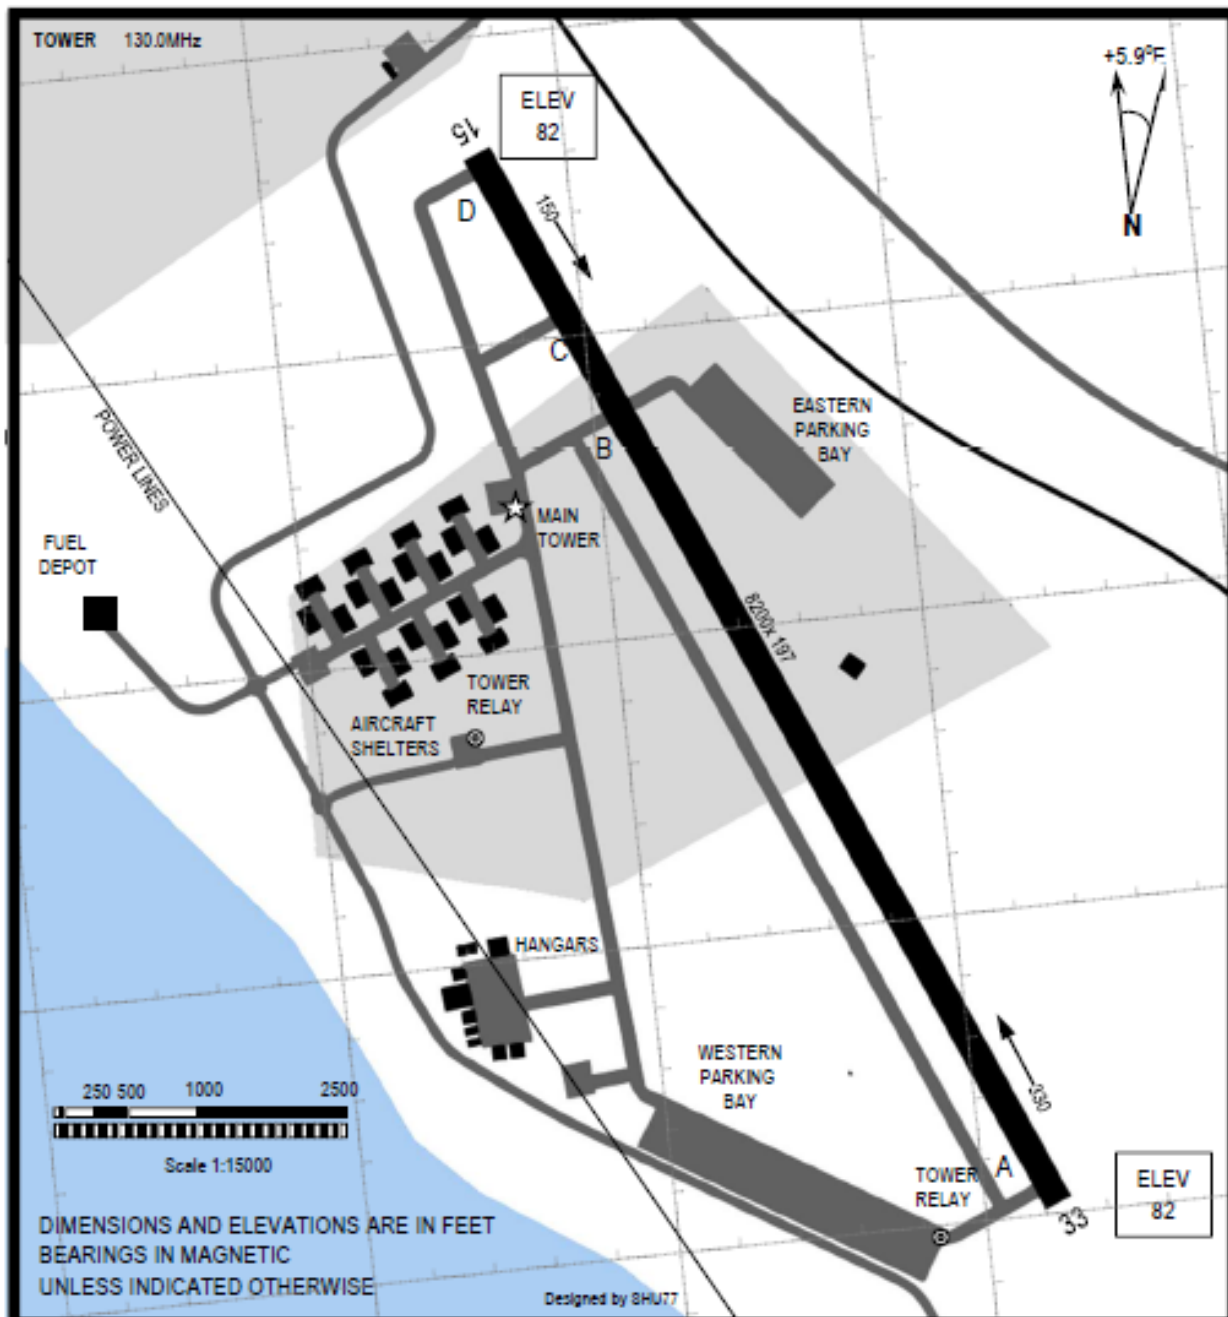 TOWER 130.0MHz
+5.9°E
N
ELEV
82
15
D
150
C
EASTERN
PARKING
BAY
B
POWER LINES
MAIN
TOWER
FUEL
DEPOT
8200x 197
TOWER
RELAY
AIRCRAFT
SHELTERS
HANGARS
WESTERN
PARKING
BAY
330
250 500 1000 2500
Scale 1:15000
A
TOWER
RELAY
ELEV
82
33
DIMENSIONS AND ELEVATIONS ARE IN FEET
BEARINGS IN MAGNETIC
UNLESS INDICATED OTHERWISE
Designed by SHU77